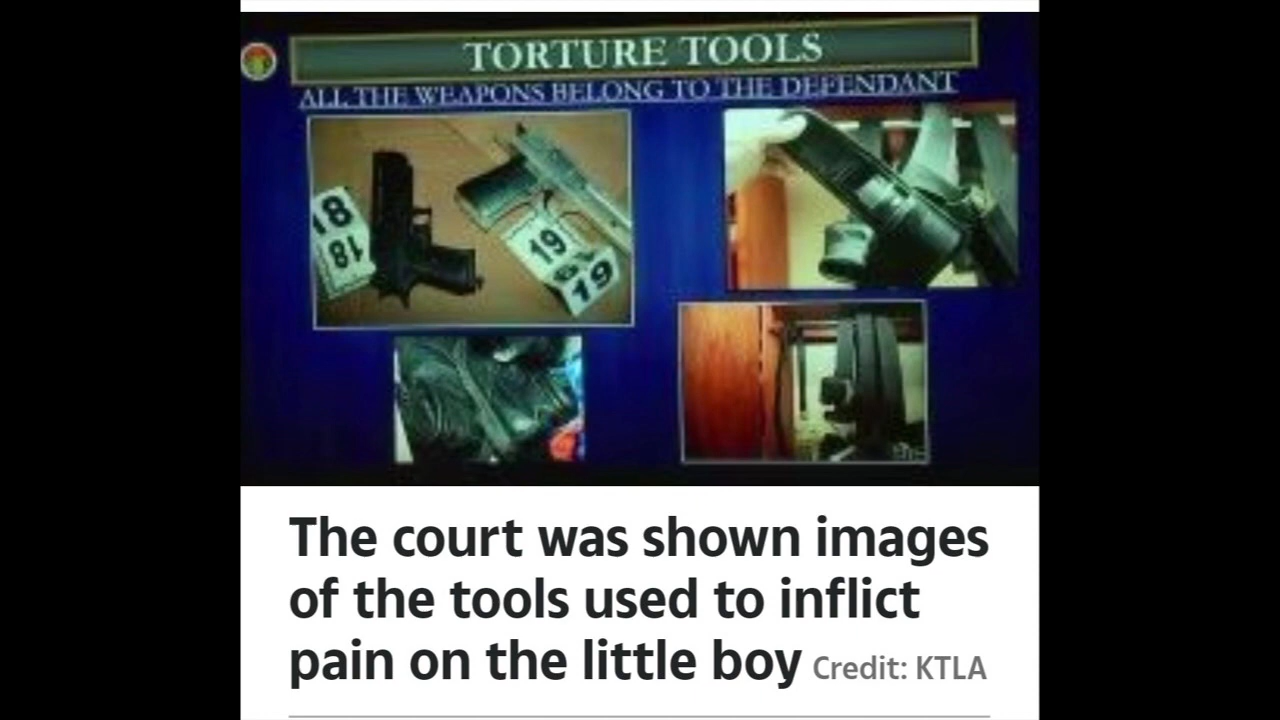 TORTURE TOOLS
ALL THE WEAPONS BELONG TO THE DEFENDANT
18
18
19
19
The court was shown images
of the tools used to inflict
pain on the little boy Credit: KTLA